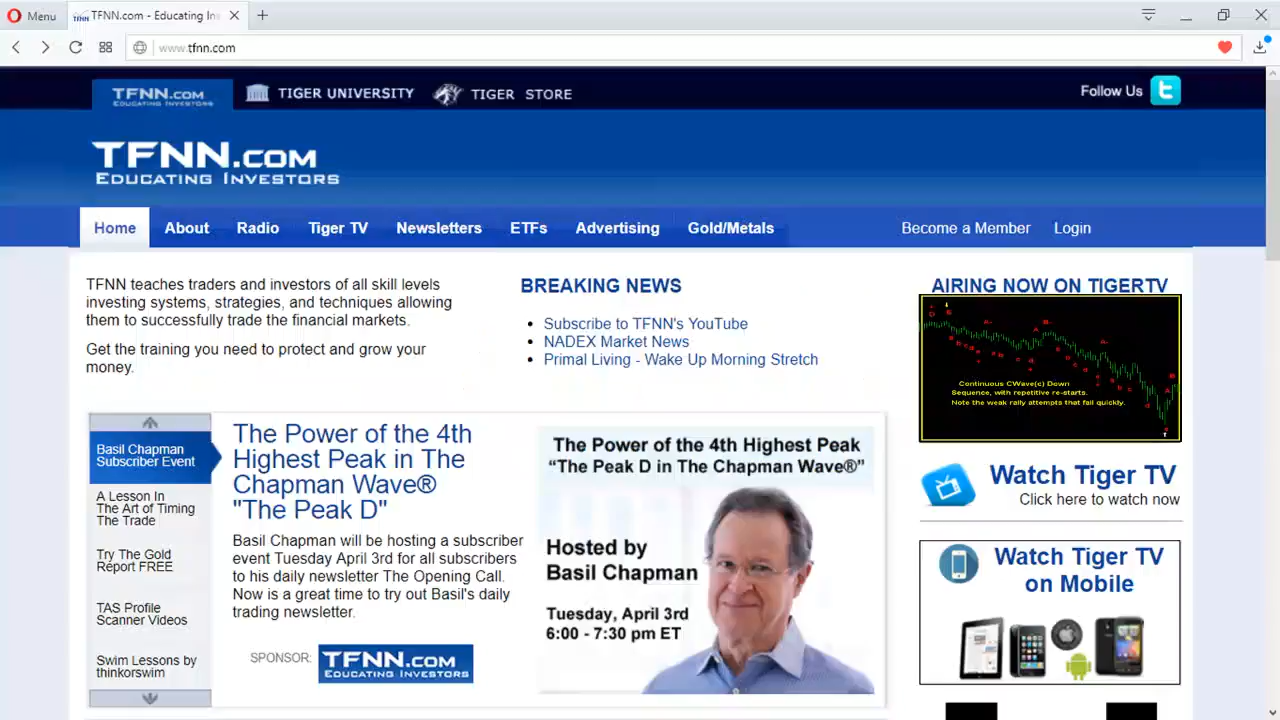 Menu
TFNN.com - Educating In
www.tfnn.com
TFNN.COM
EDUCATING INVESTORS
TIGER UNIVERSITY
TIGER STORE
Follow Us
TFNN.COM
EDUCATING INVESTORS
Home
About
Radio
Tiger TV
Newsletters
ETFs
Advertising
Gold/Metals
Become a Member
Login
TFNN teaches traders and investors of all skill levels
investing systems, strategies, and techniques allowing
them to successfully trade the financial markets.
Get the training you need to protect and grow your
money.
BREAKING NEWS
Subscribe to TFNN's YouTube
NADEX Market News
Primal Living - Wake Up Morning Stretch
AIRING NOW ON TIGERTV
Continuous CWave(c) Down
Sequence, with repetitive re-starts.
Note the weak rally attempts that fail quickly.
Watch Tiger TV
Click here to watch now
Watch Tiger TV
on Mobile
Basil Chapman
Subscriber Event
A Lesson In
The Art of Timing
The Trade
Try The Gold
Report FREE
TAS Profile
Scanner Videos
Swim Lessons by
thinkorswim
The Power of the 4th
Highest Peak in The
Chapman Wave®
"The Peak D"
Basil Chapman will be hosting a subscriber
event Tuesday April 3rd for all subscribers
to his daily newsletter The Opening Call.
Now is a great time to try out Basil's daily
trading newsletter.
SPONSOR:
TFNN.COM
EDUCATING INVESTORS
The Power of the 4th Highest Peak
“The Peak D in The Chapman Wave®”
Hosted by
Basil Chapman
Tuesday, April 3rd
6:00 - 7:30 pm ET